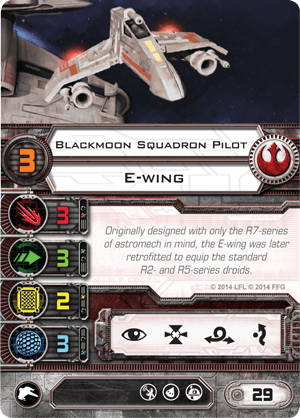 Blackmoon Squadron Pilot
3
E-wing
3
3
2
3
Originally designed with only the R7-series
of astromech in mind, the E-wing was later
retrofitted to equip the standard
R2- and R5-series droids.
© 2014 LFL © 2014 FFG
29